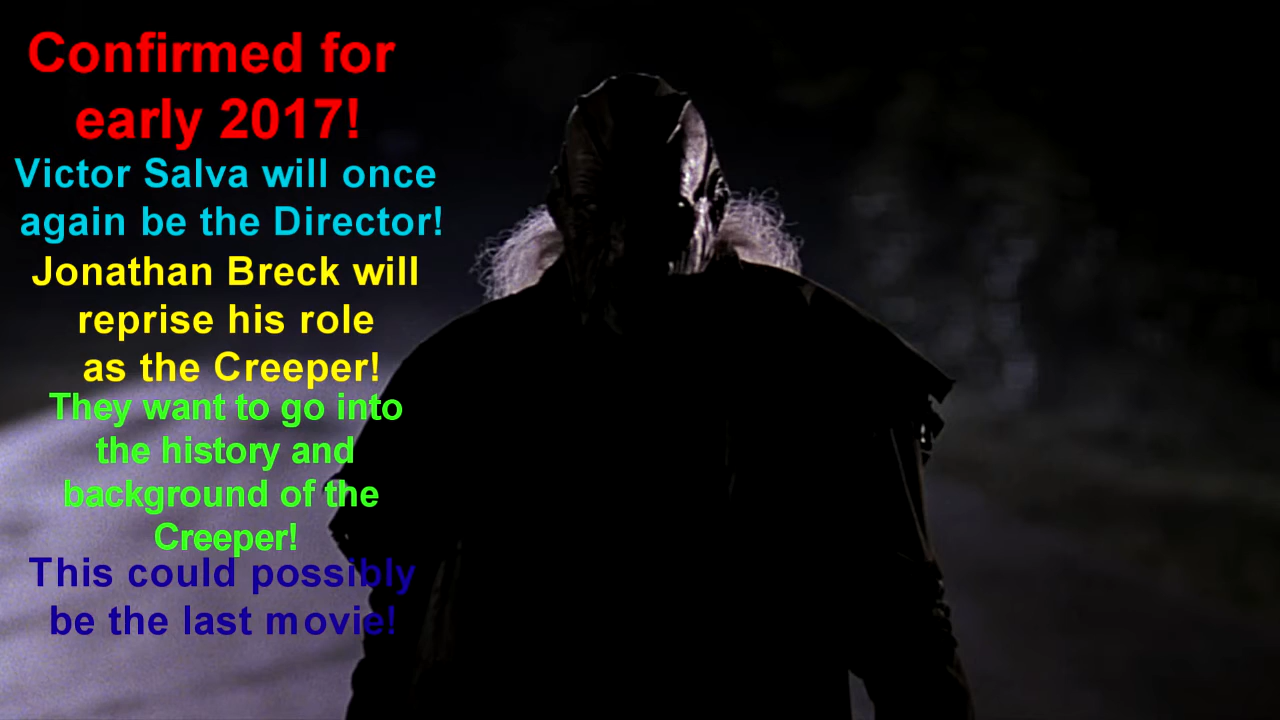 Confirmed for
early 2017!
Victor Salva will once
again be the Director!
Jonathan Breck will
reprise his role
as the Creeper!
They want to go into
the history and
background of the
Creeper!
This could possibly
be the last movie!